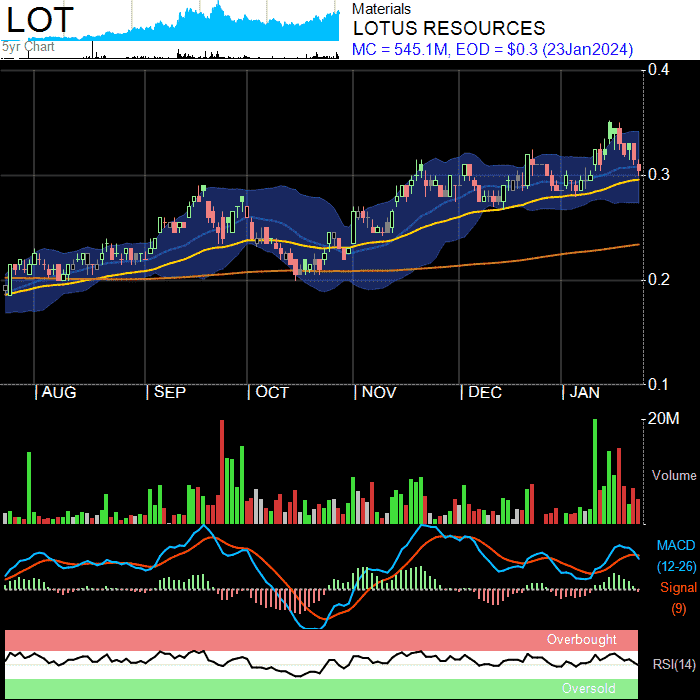 LOT
5yr Chart
Materials
LOTUS RESOURCES
MC = 545.1M, EOD = $0.3 (23Jan2024)
0.4
0.3
0.2
0.1
AUG
SEP
OCT
NOV
DEC
JAN
20M
Volume
MACD
(12-26)
Signal
(9)
Overbought
RSI(14)
Oversold